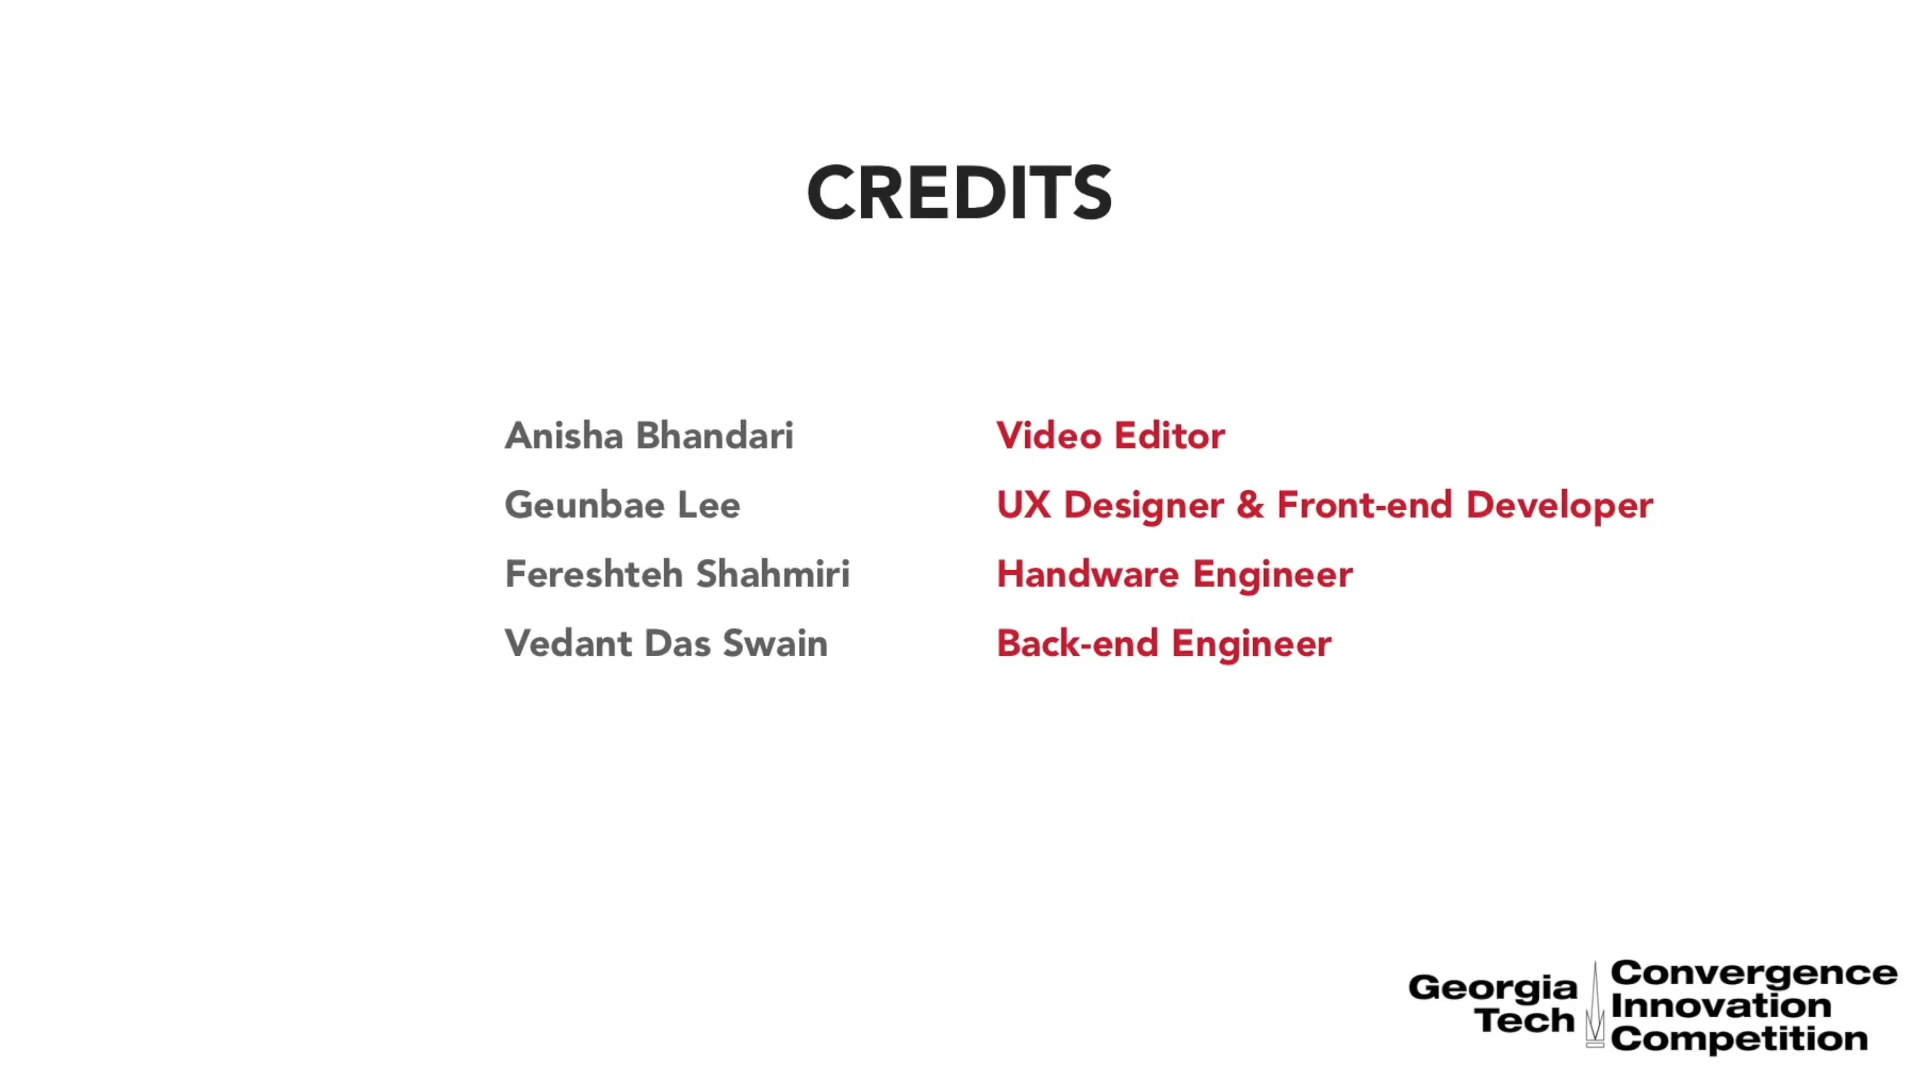 CREDITS
Anisha Bhandari Video Editor
Geunbae Lee UX Designer & Front-end Developer
Fereshteh Shahmiri Handware Engineer
Vedant Das Swain Back-end Engineer
Georgia Tech
Convergence
Innovation
Competition